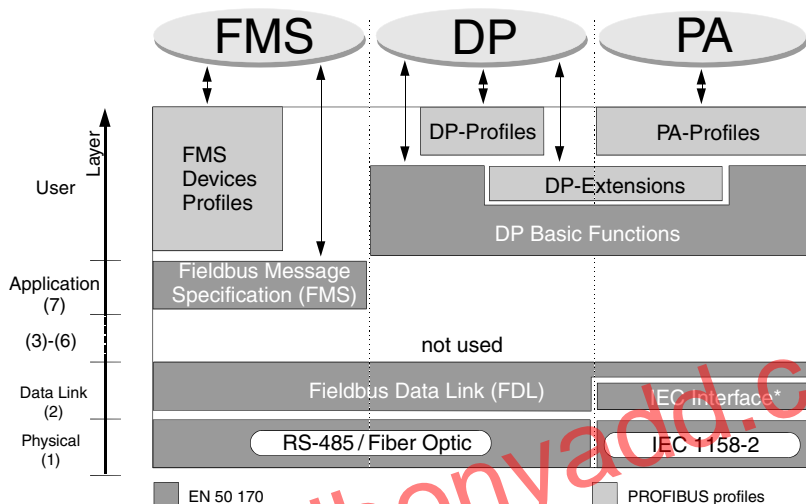 FMS
DP
PA
Layer
User
FMS
Devices
Profiles
DP-Profiles
PA-Profiles
DP-Extensions
DP Basic Functions
Application
(7)
Fieldbus Message
Specification (FMS)
(3)-(6)
not used
Data Link
(2)
Fieldbus Data Link (FDL)
IEC Interface*
Physical
(1)
RS-485 / Fiber Optic
IEC 1158-2
EN 50 170
PROFIBUS profiles